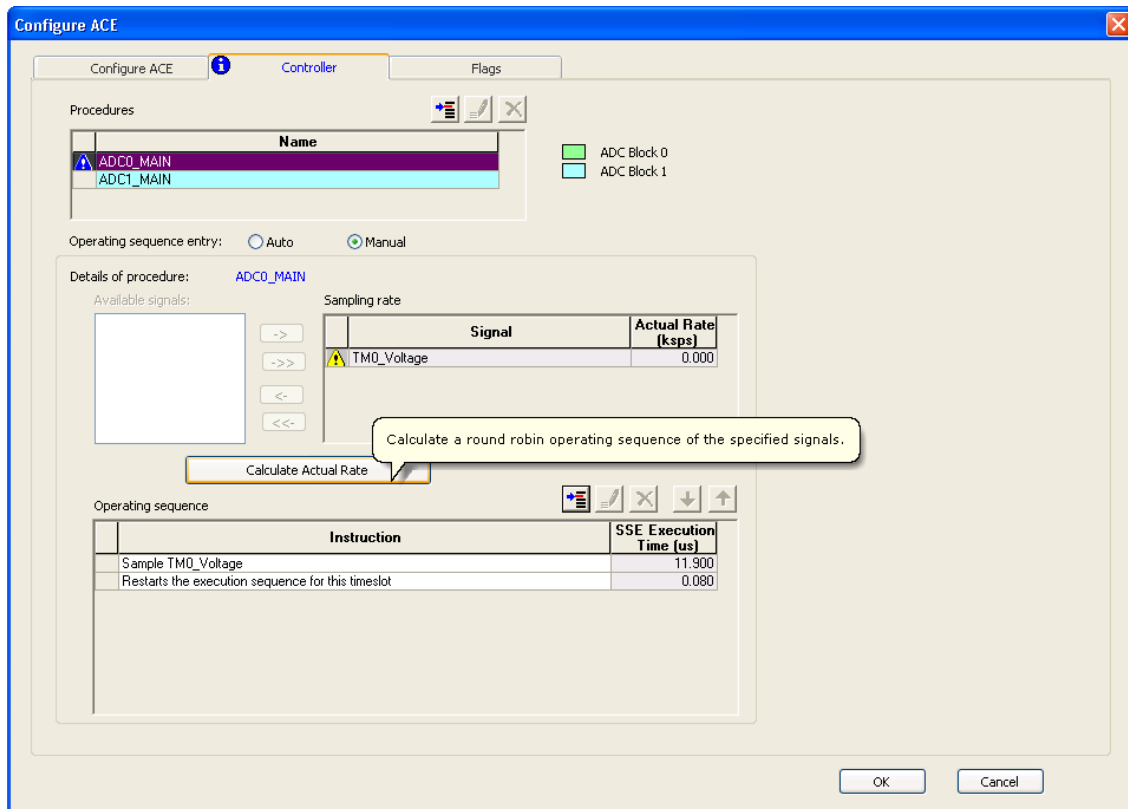 Configure ACE
Configure ACE Controller Flags
Procedures
Name
ADC0_MAIN
ADC1_MAIN
ADC Block 0
ADC Block 1
Operating sequence entry: Auto Manual
Details of procedure: ADC0_MAIN
Available signals:
Sampling rate
Signal Actual Rate (ksps)
TM0_Voltage 0.000
->
->>
<-
<<-
Calculate a round robin operating sequence of the specified signals.
Calculate Actual Rate
Operating sequence
Instruction SSE Execution Time (us)
Sample TM0_Voltage 11.900
Restarts the execution sequence for this timeslot 0.080
OK Cancel